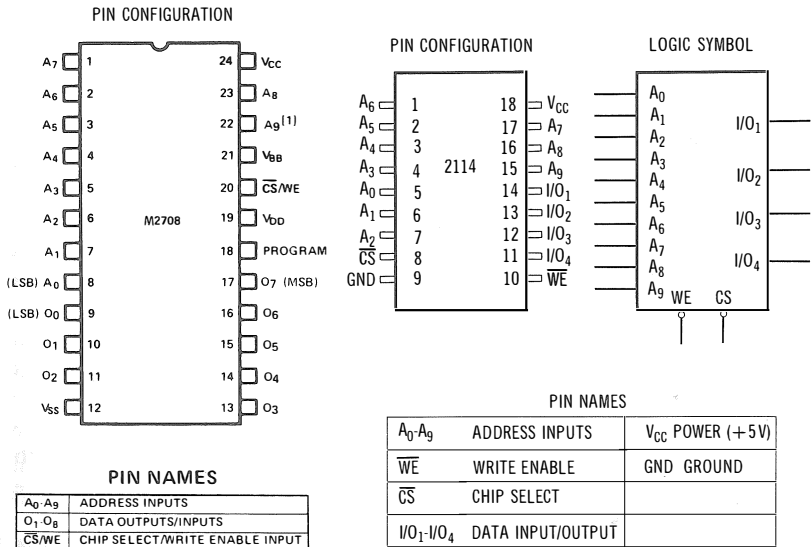 PIN CONFIGURATION
A7 1 24 VCC
A6 2 23 A8
A5 3 22 A9[1]
A4 4 21 VBB
A3 5 20 CS/WE
A2 6 M2708 19 VDD
A1 7 18 PROGRAM
(LSB) A0 8 17 O7 (MSB)
(LSB) O0 9 16 O6
O1 10 15 O5
O2 11 14 O4
VSS 12 13 O3
PIN NAMES
A0-A9 ADDRESS INPUTS
O1-O8 DATA OUTPUTS/INPUTS
CS/WE CHIP SELECT/WRITE ENABLE INPUT
PIN CONFIGURATION
A6 1 18 VCC
A5 2 17 A7
A4 3 16 A8
A3 4 2114 15 A9
A0 5 14 I/O1
A1 6 13 I/O2
A2 7 12 I/O3
CS 8 11 I/O4
GND 9 10 WE
LOGIC SYMBOL
A0
A1 I/O1
A2
A3
A4 I/O2
A5
A6 I/O3
A7
A8 I/O4
A9 WE CS
PIN NAMES
A0-A9 ADDRESS INPUTS VCC POWER (+5V)
WE WRITE ENABLE GND GROUND
CS CHIP SELECT
I/O1-I/O4 DATA INPUT/OUTPUT